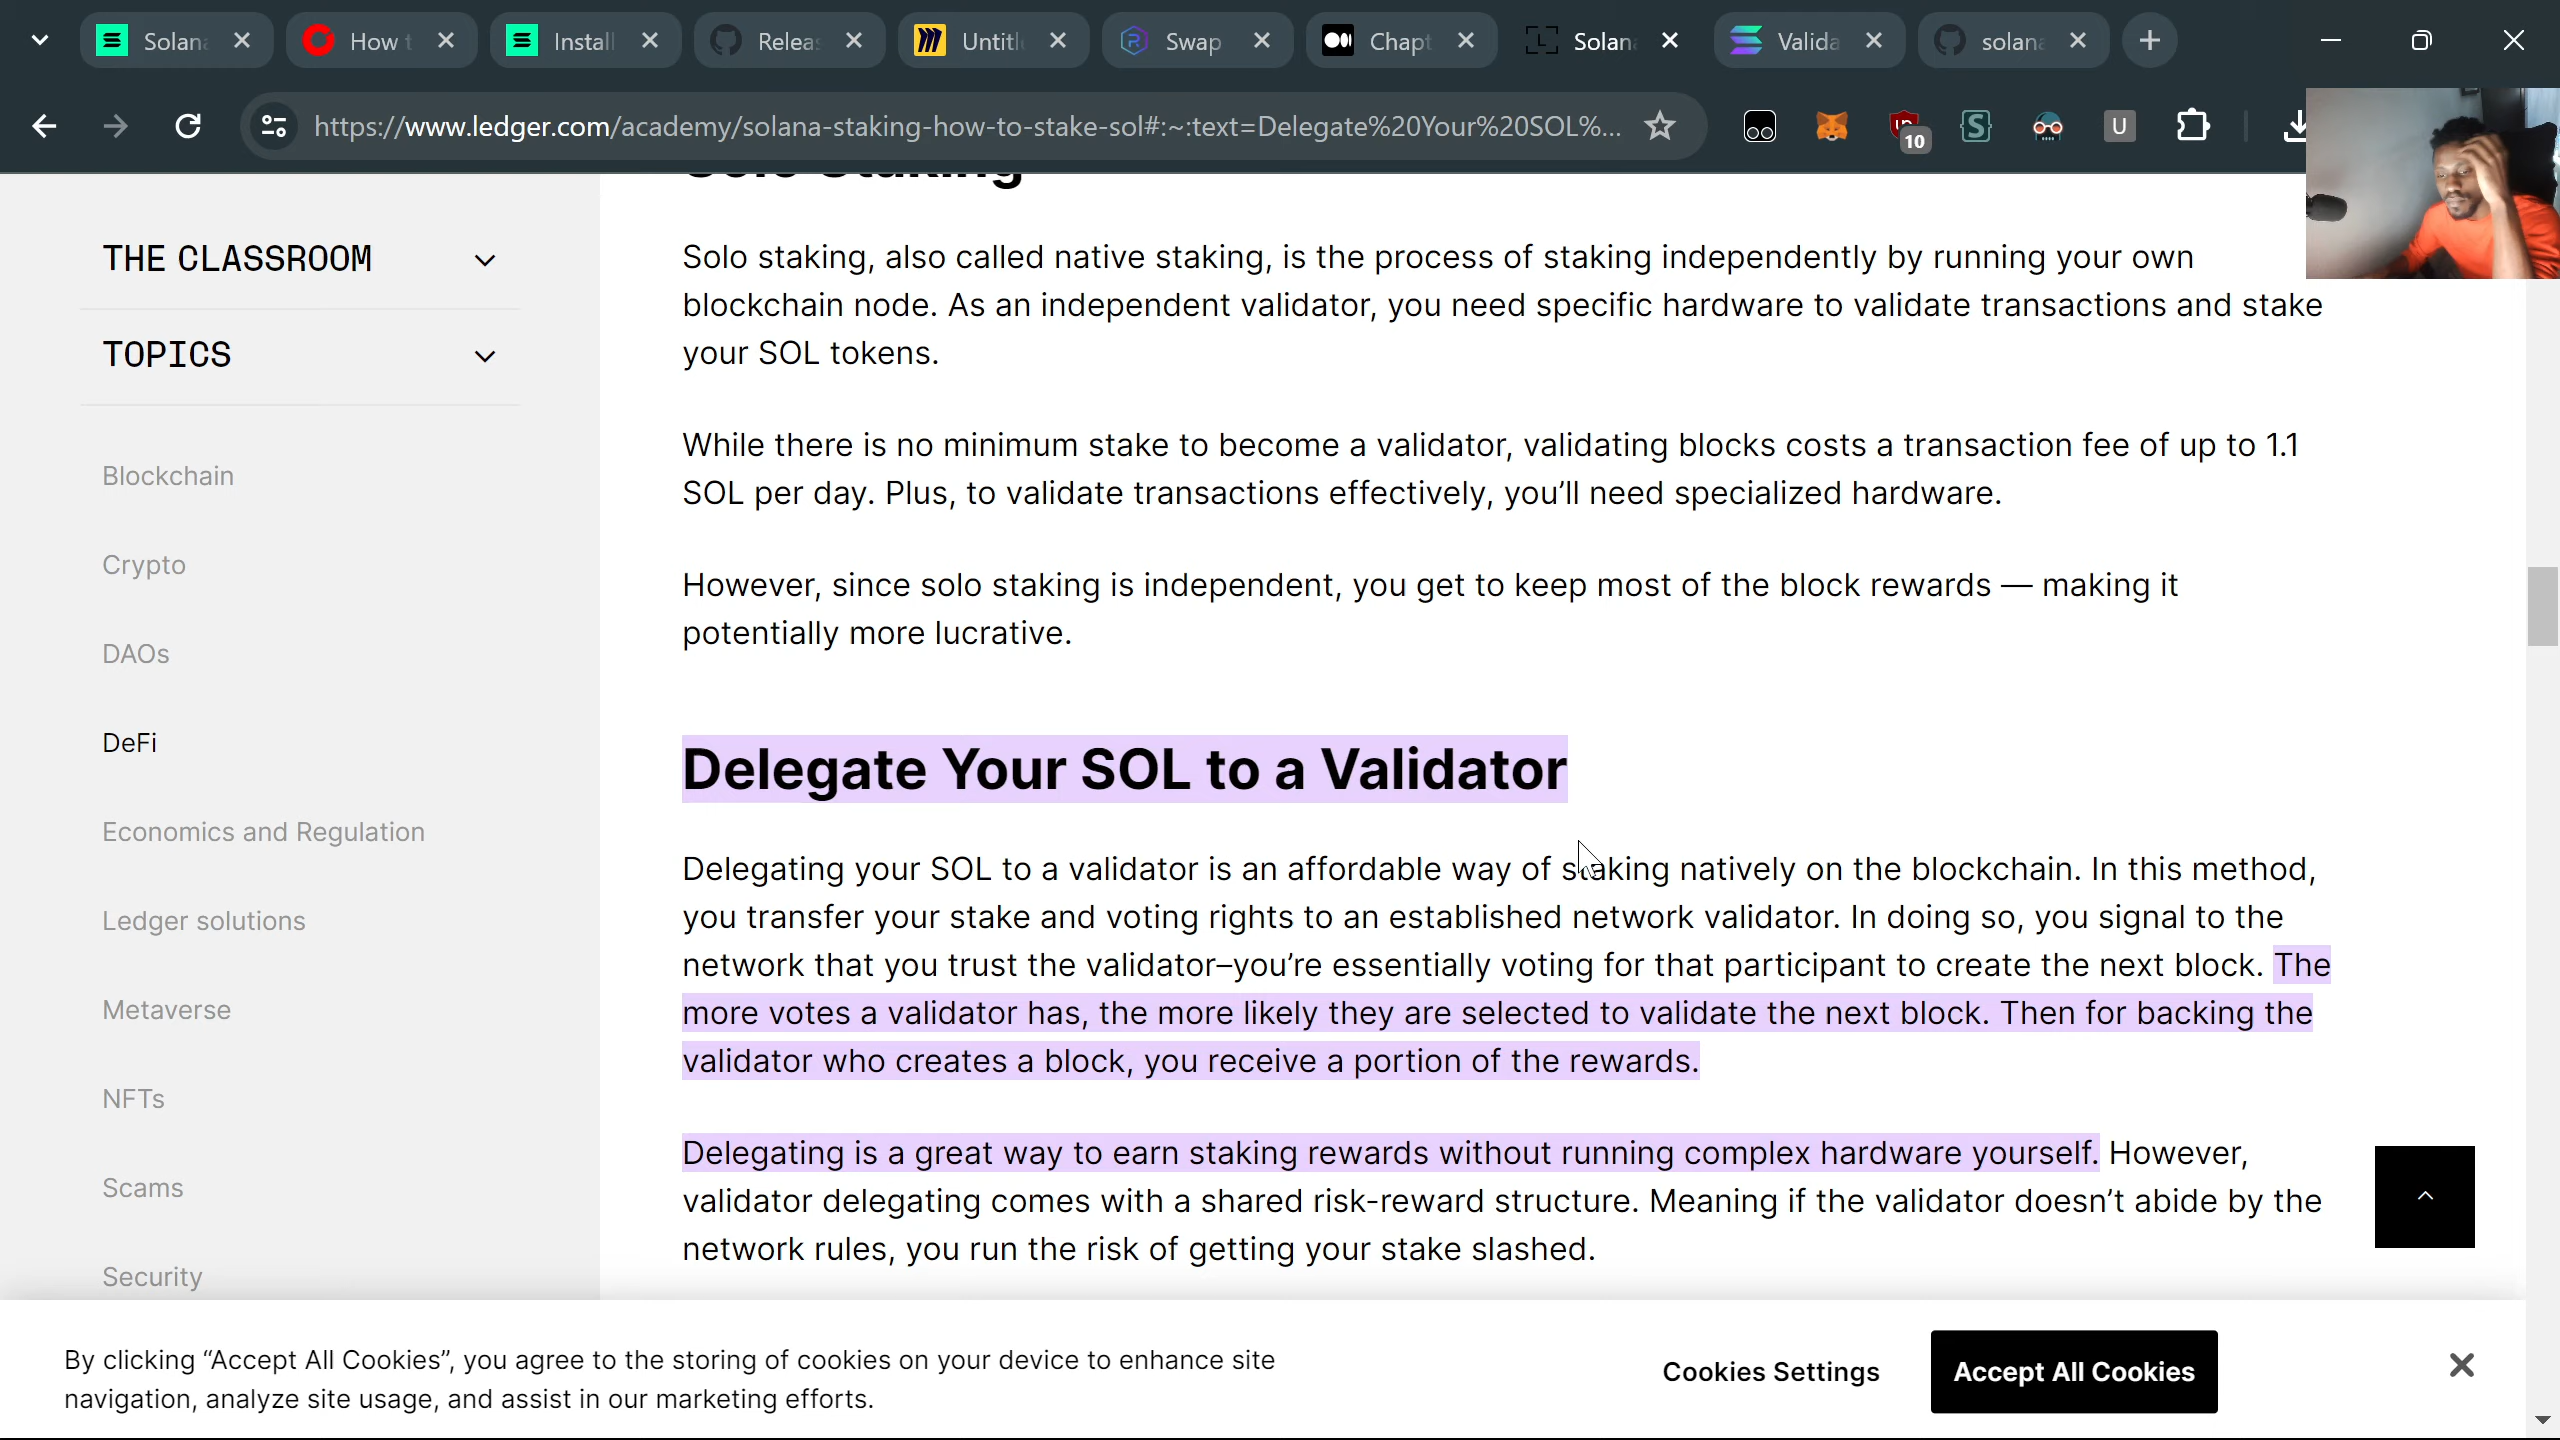 Solan
How t
Install
Relea
Untitl
Swap
Chapt
Solan
Valida
solan
https://www.ledger.com/academy/solana-staking-how-to-stake-sol#:~:text=Delegate%20Your%20SOL%...
10
U
Solo Staking
THE CLASSROOM
TOPICS
Blockchain
Crypto
DAOs
DeFi
Economics and Regulation
Ledger solutions
Metaverse
NFTs
Scams
Security
Solo staking, also called native staking, is the process of staking independently by running your own
blockchain node. As an independent validator, you need specific hardware to validate transactions and stake
your SOL tokens.
While there is no minimum stake to become a validator, validating blocks costs a transaction fee of up to 1.1
SOL per day. Plus, to validate transactions effectively, you’ll need specialized hardware.
However, since solo staking is independent, you get to keep most of the block rewards — making it
potentially more lucrative.
Delegate Your SOL to a Validator
Delegating your SOL to a validator is an affordable way of staking natively on the blockchain. In this method,
you transfer your stake and voting rights to an established network validator. In doing so, you signal to the
network that you trust the validator–you’re essentially voting for that participant to create the next block. The
more votes a validator has, the more likely they are selected to validate the next block. Then for backing the
validator who creates a block, you receive a portion of the rewards.
Delegating is a great way to earn staking rewards without running complex hardware yourself. However,
validator delegating comes with a shared risk-reward structure. Meaning if the validator doesn’t abide by the
network rules, you run the risk of getting your stake slashed.
By clicking “Accept All Cookies”, you agree to the storing of cookies on your device to enhance site
navigation, analyze site usage, and assist in our marketing efforts.
Cookies Settings
Accept All Cookies